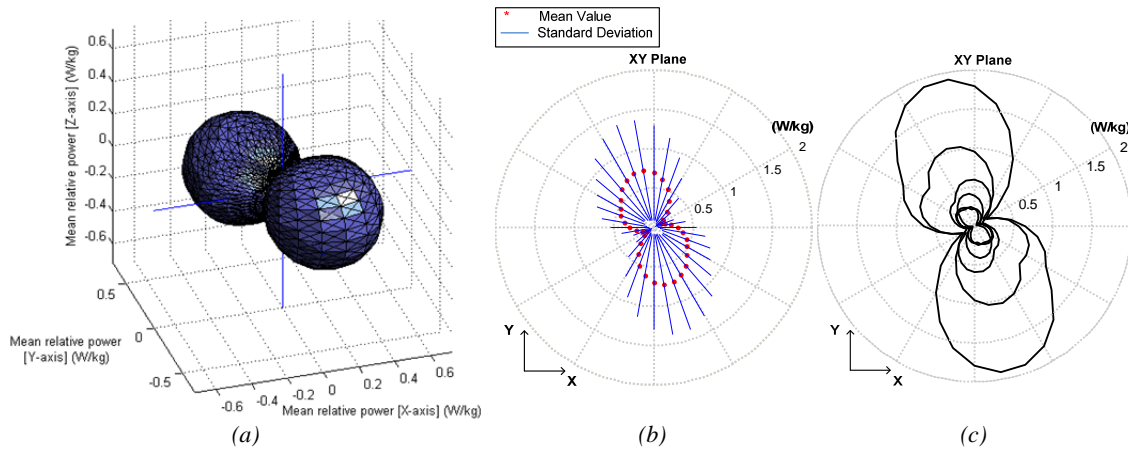 Mean relative power [Z-axis] (W/kg)
0.6
0.4
0.2
0
-0.2
-0.4
-0.6
0.5
0
-0.5
Mean relative power
[Y-axis] (W/kg)
-0.6
-0.4
-0.2
0
0.2
0.4
0.6
Mean relative power [X-axis] (W/kg)
(a)
* Mean Value
Standard Deviation
XY Plane
(W/kg)
2
1.5
1
0.5
Y
X
(b)
XY Plane
(W/kg)
2
1.5
1
0.5
Y
X
(c)